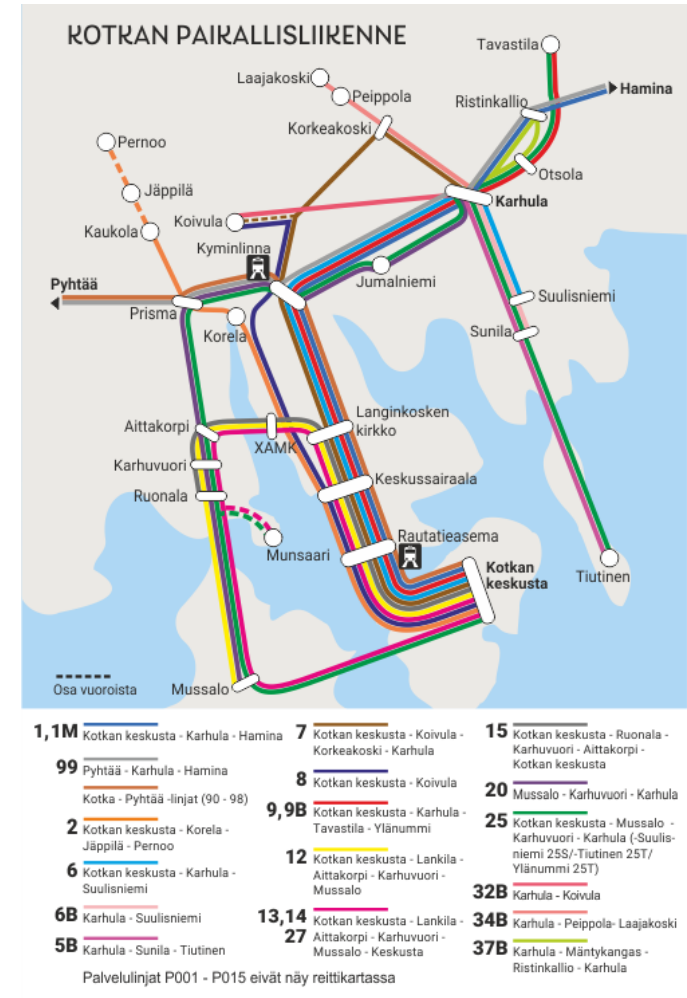 KOTKAN PAIKALLISLIIKENNE
Tavastila
Laajakoski
Peippola
Hamina
Ristinkallio
Korkeakoski
Pernoo
Otsola
Jäppilä
Karhula
Koivula
Kaukola
Kyminlinna
Jumalniemi
Pyhtää
Suulisniemi
Prisma
Korela
Sunila
Langinkosken
kirkko
Aittakorpi
XAMK
Karhuvuori
Keskussairaala
Ruonala
Rautatieasema
Munsaari
Kotkan
keskusta
Tiutinen
Osa vuoroista
Mussalo
1,1M Kotkan keskusta - Karhula - Hamina
99 Pyhtää - Karhula - Hamina
Kotka - Pyhtää -linjat (90 - 98)
2 Kotkan keskusta - Korela -
Jäppilä - Pernoo
6 Kotkan keskusta - Karhula -
Suulisniemi
6B Karhula - Suulisniemi
5B Karhula - Sunila - Tiutinen
7 Kotkan keskusta - Koivula -
Korkeakoski - Karhula
8 Kotkan keskusta - Koivula
9,9B Kotkan keskusta - Karhula -
Tavastila - Ylänummi
12 Kotkan keskusta - Lankila -
Aittakorpi - Karhuvuori -
Mussalo
13,14 Kotkan keskusta - Lankila -
27 Aittakorpi - Karhuvuori -
Mussalo - Keskusta
15 Kotkan keskusta - Ruonala -
Karhuvuori - Aittakorpi -
Kotkan keskusta
20 Mussalo - Karhuvuori - Karhula
25 Kotkan keskusta - Mussalo -
Karhuvuori - Karhula (-Suulis-
niemi 25S/-Tiutinen 25T/
Ylänummi 25T)
32B Karhula - Koivula
34B Karhula - Peippola- Laajakoski
37B Karhula - Mäntykangas -
Ristinkallio - Karhula
Palvelulinjat P001 - P015 eivät näy reittikartassa